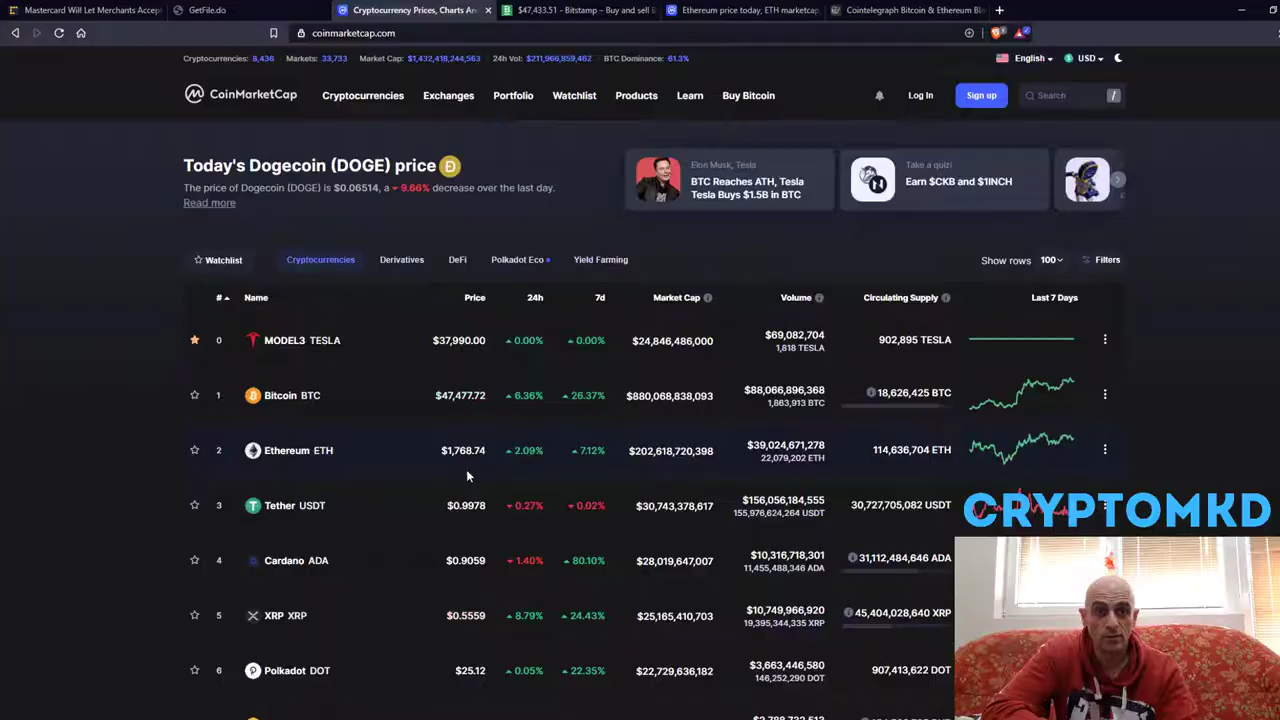 Mastercard Will Let Merchants Accept
GetFile.do
Cryptocurrency Prices, Charts An
$47,433.51 - Bitstamp – Buy and sell B
Ethereum price today, ETH marketcap,
Cointelegraph Bitcoin & Ethereum Bl
coinmarketcap.com
Cryptocurrencies: 8,436 Markets: 33,733 Market Cap: $1,432,418,244,563 24h Vol: $211,966,859,462 BTC Dominance: 61.3%
English USD
CoinMarketCap Cryptocurrencies Exchanges Portfolio Watchlist Products Learn Buy Bitcoin Log In Sign up Search /
Today's Dogecoin (DOGE) price
The price of Dogecoin (DOGE) is $0.06514, a 9.66% decrease over the last day.
Read more
Elon Musk, Tesla
BTC Reaches ATH, Tesla
Tesla Buys $1.5B in BTC
Take a quiz!
Earn $CKB and $1INCH
Watchlist Cryptocurrencies Derivatives DeFi Polkadot Eco Yield Farming Show rows 100 Filters
# Name Price 24h 7d Market Cap Volume Circulating Supply Last 7 Days
0 MODEL3 TESLA $37,990.00 0.00% 0.00% $24,846,486,000 $69,082,704 902,895 TESLA
1,818 TESLA
1 Bitcoin BTC $47,477.72 6.36% 26.37% $880,068,838,093 $88,066,896,368 18,626,425 BTC
1,863,913 BTC
2 Ethereum ETH $1,768.74 2.09% 7.12% $202,618,720,398 $39,024,671,278 114,636,704 ETH
22,079,202 ETH
3 Tether USDT $0.9978 0.27% 0.02% $30,743,378,617 $156,056,184,555 30,727,705,082 USDT
155,976,624,264 USDT
CRYPTOMKD
4 Cardano ADA $0.9059 1.40% 80.10% $28,019,647,007 $10,316,718,301 31,112,484,646 ADA
11,455,488,346 ADA
5 XRP XRP $0.5559 8.79% 24.43% $25,165,410,703 $10,749,966,920 45,404,028,640 XRP
19,395,344,335 XRP
6 Polkadot DOT $25.12 0.05% 22.35% $22,729,636,182 $3,663,446,580 907,413,622 DOT
146,252,290 DOT